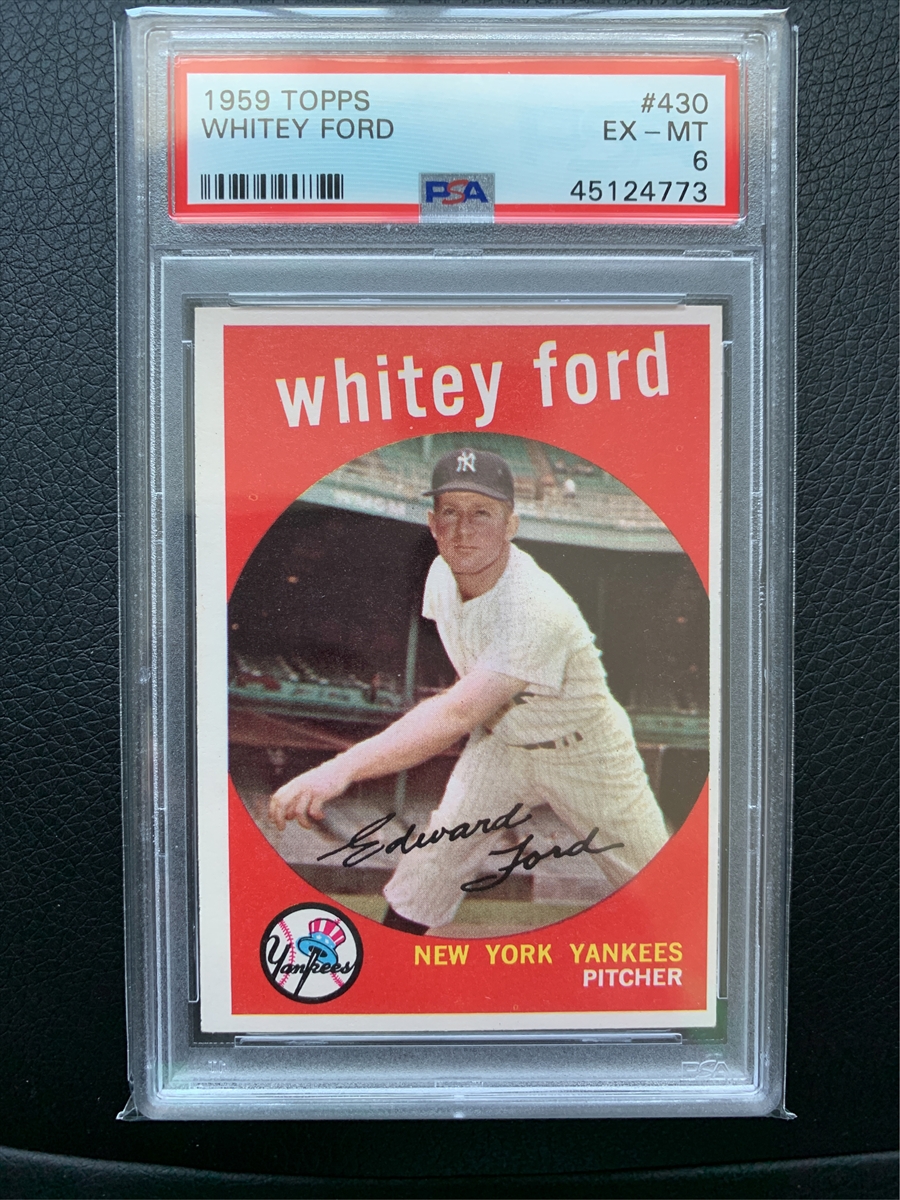 1959 TOPPS #430
WHITEY FORD EX – MT
6
PSA 45124773
whitey ford
NY
Edward
Ford
Yankees
NEW YORK YANKEES
PITCHER
PSA